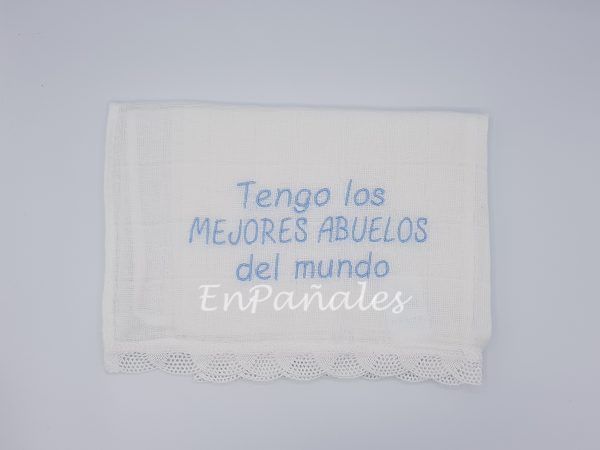 Tengo los
MEJORES ABUELOS
del mundo
EnPañales